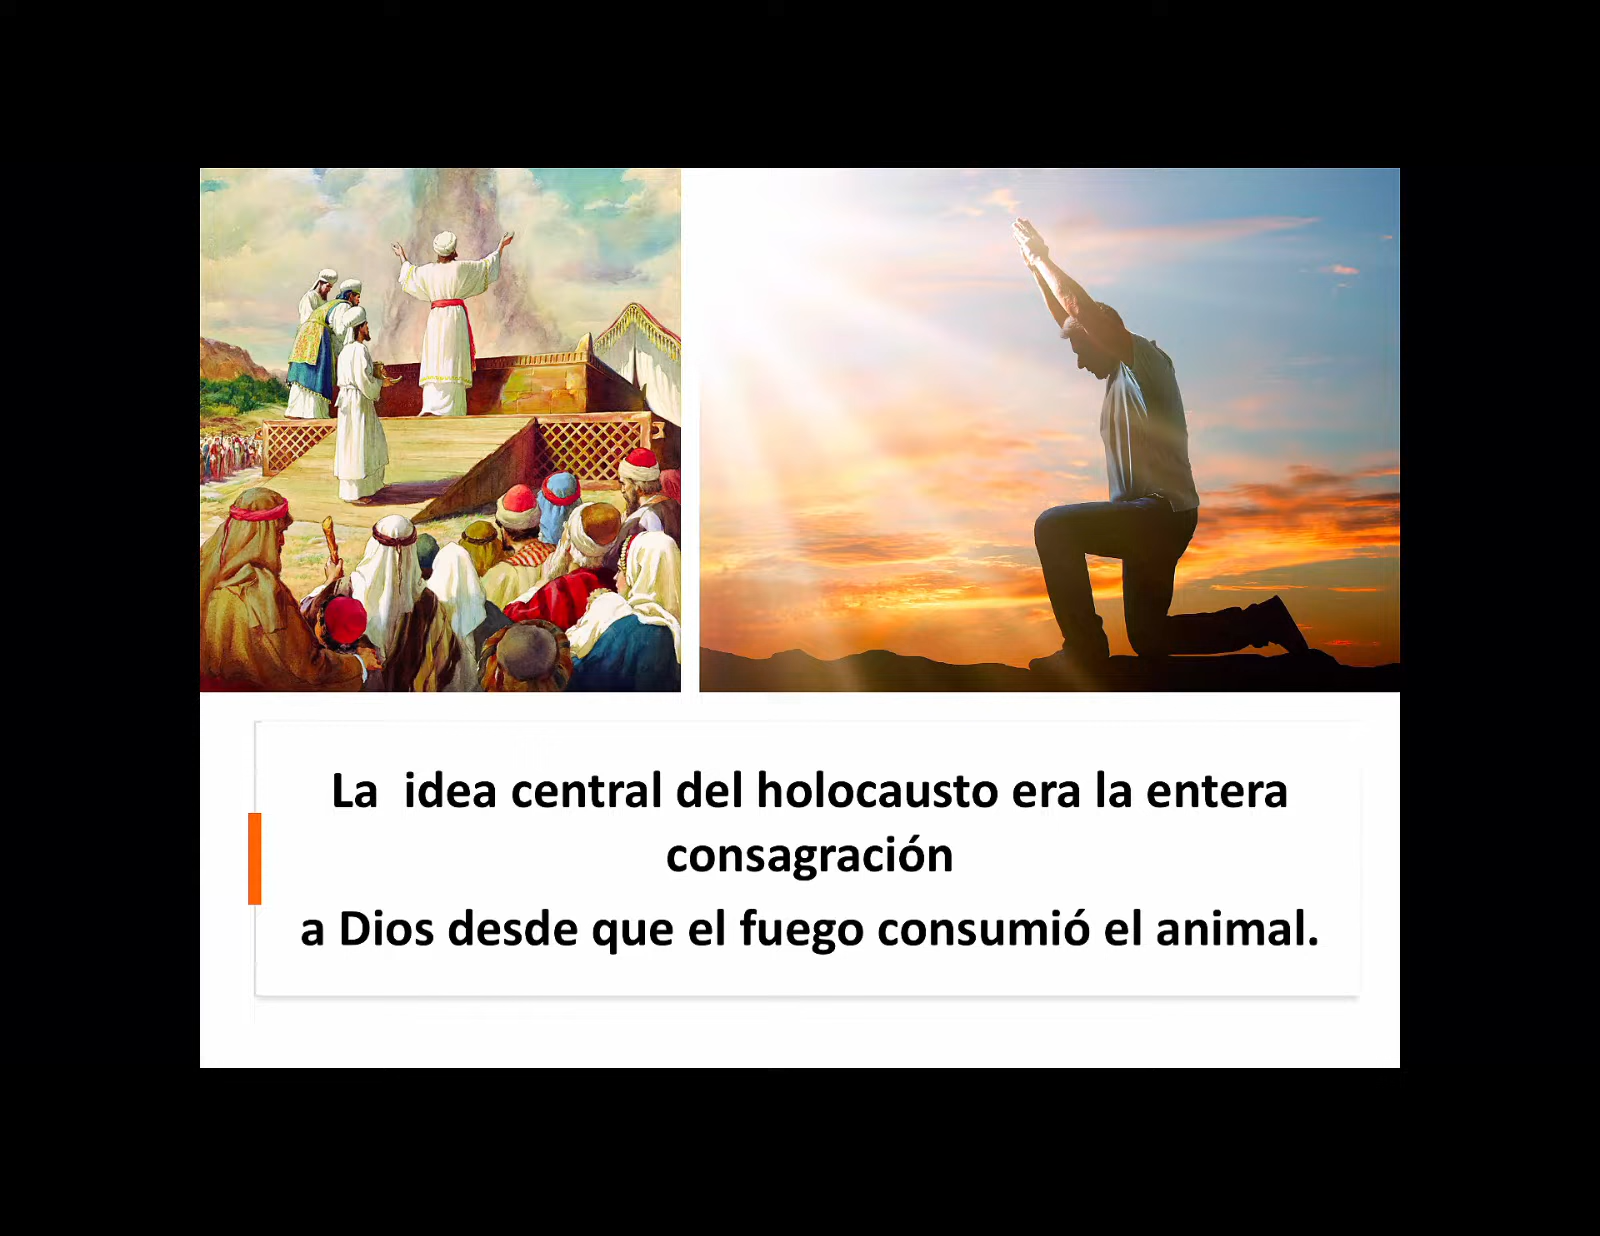 La  idea central del holocausto era la entera
consagración
a Dios desde que el fuego consumió el animal.